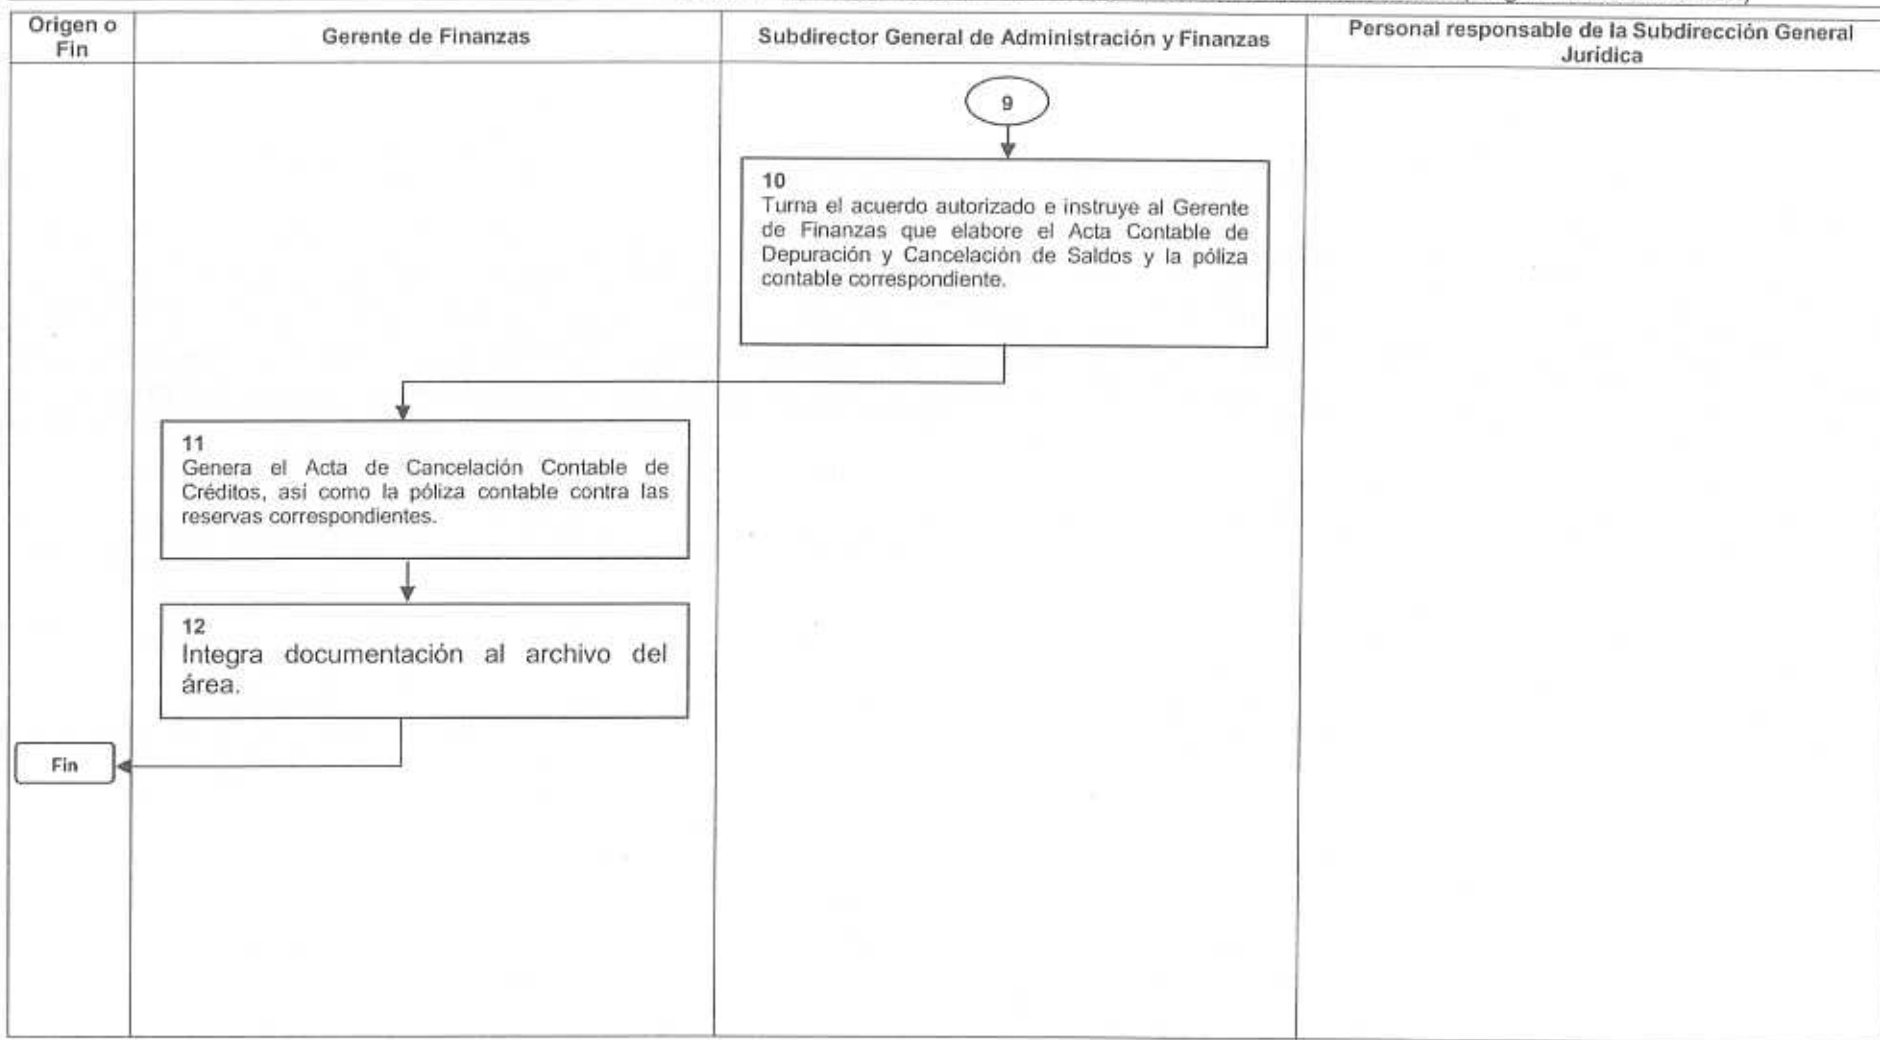 Origen o
Fin
Gerente de Finanzas
Subdirector General de Administración y Finanzas
Personal responsable de la Subdirección General
Jurídica
9
10
Turna el acuerdo autorizado e instruye al Gerente
de Finanzas que elabore el Acta Contable de
Depuración y Cancelación de Saldos y la póliza
contable correspondiente.
11
Genera el Acta de Cancelación Contable de
Créditos, así como la póliza contable contra las
reservas correspondientes.
12
Integra documentación al archivo del
área.
Fin